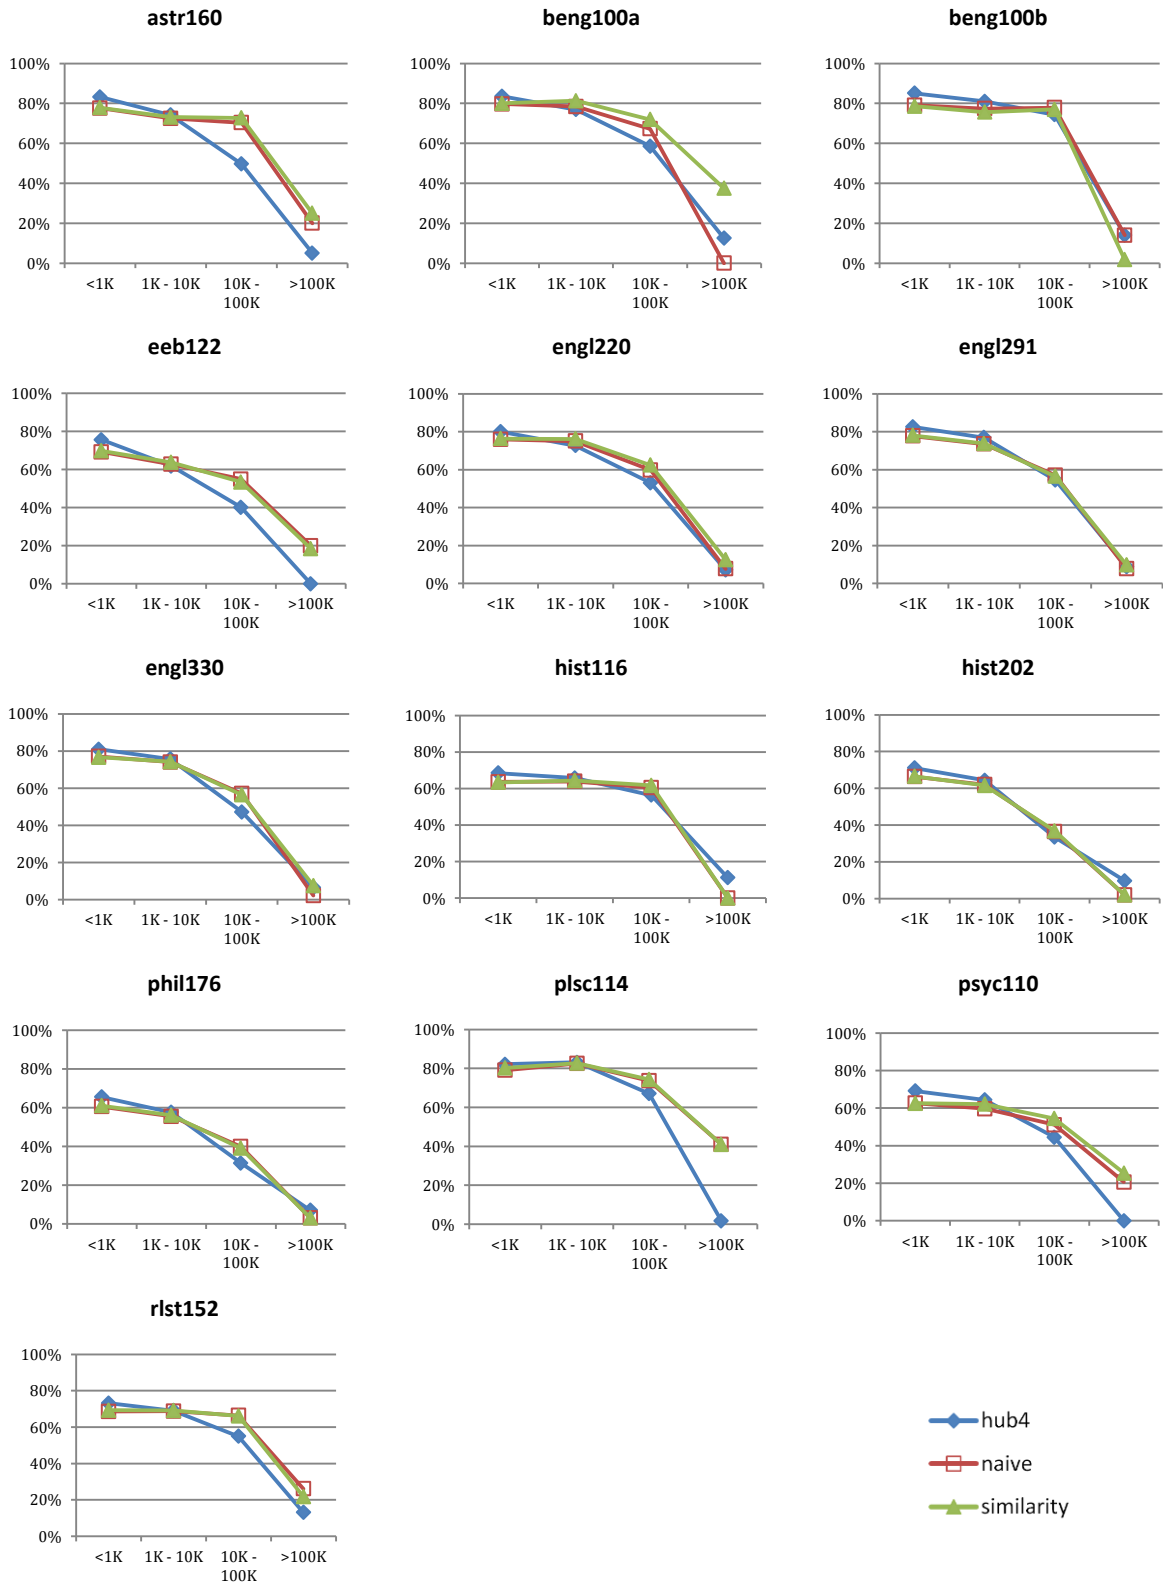 astr160
100%
80%
60%
40%
20%
0%
<1K
1K - 10K
10K -
100K
>100K
beng100a
100%
80%
60%
40%
20%
0%
<1K
1K - 10K
10K -
100K
>100K
beng100b
100%
80%
60%
40%
20%
0%
<1K
1K - 10K
10K -
100K
>100K
eeb122
100%
80%
60%
40%
20%
0%
<1K
1K - 10K
10K -
100K
>100K
engl220
100%
80%
60%
40%
20%
0%
<1K
1K - 10K
10K -
100K
>100K
engl291
100%
80%
60%
40%
20%
0%
<1K
1K - 10K
10K -
100K
>100K
engl330
100%
80%
60%
40%
20%
0%
<1K
1K - 10K
10K -
100K
>100K
hist116
100%
80%
60%
40%
20%
0%
<1K
1K - 10K
10K -
100K
>100K
hist202
100%
80%
60%
40%
20%
0%
<1K
1K - 10K
10K -
100K
>100K
phil176
100%
80%
60%
40%
20%
0%
<1K
1K - 10K
10K -
100K
>100K
plsc114
100%
80%
60%
40%
20%
0%
<1K
1K - 10K
10K -
100K
>100K
psyc110
100%
80%
60%
40%
20%
0%
<1K
1K - 10K
10K -
100K
>100K
rlst152
100%
80%
60%
40%
20%
0%
<1K
1K - 10K
10K -
100K
>100K
hub4
naive
similarity